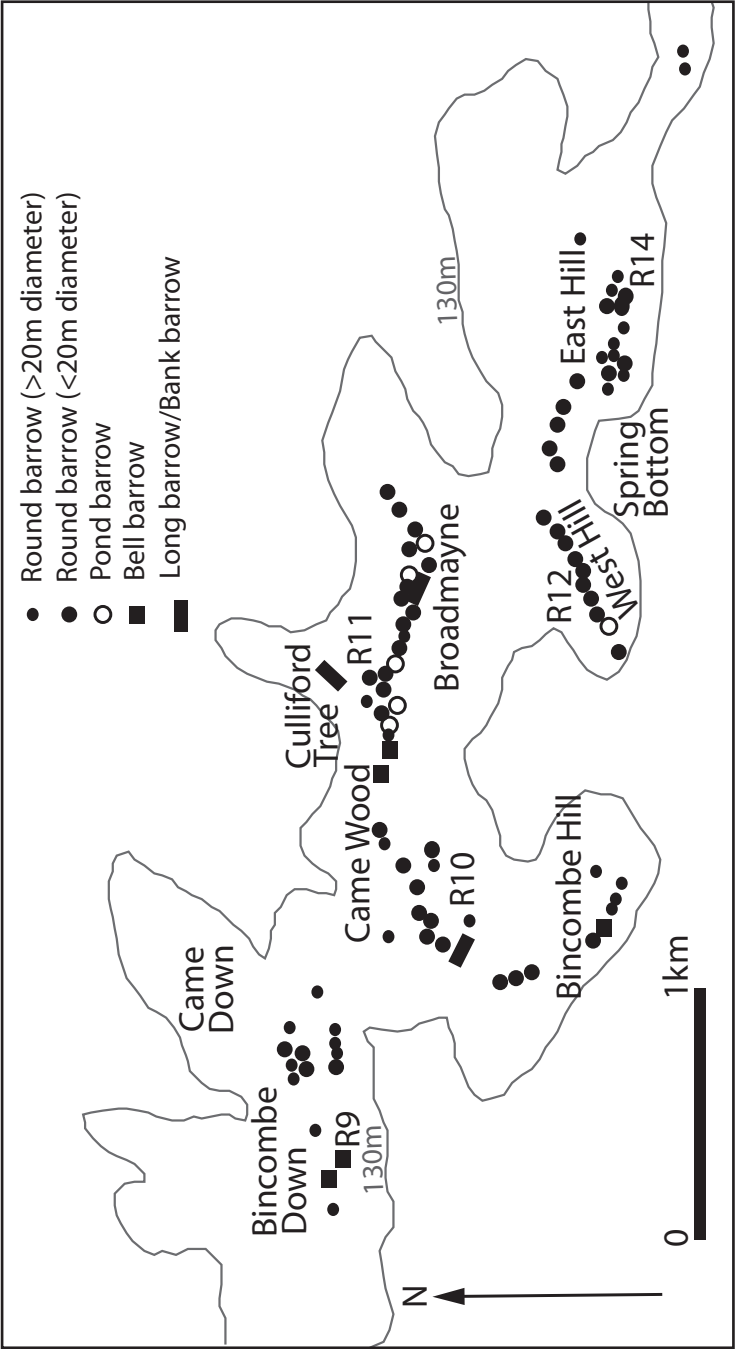 Round barrow (>20m diameter)
Round barrow (<20m diameter)
Pond barrow
Bell barrow
Long barrow/Bank barrow
Came
Down
Bincombe
Down
R9
130m
Culliford
Tree
Came Wood
R11
R10
Broadmayne
130m
East Hill
R14
R12
West Hill
Spring
Bottom
Bincombe Hill
N
0
1km